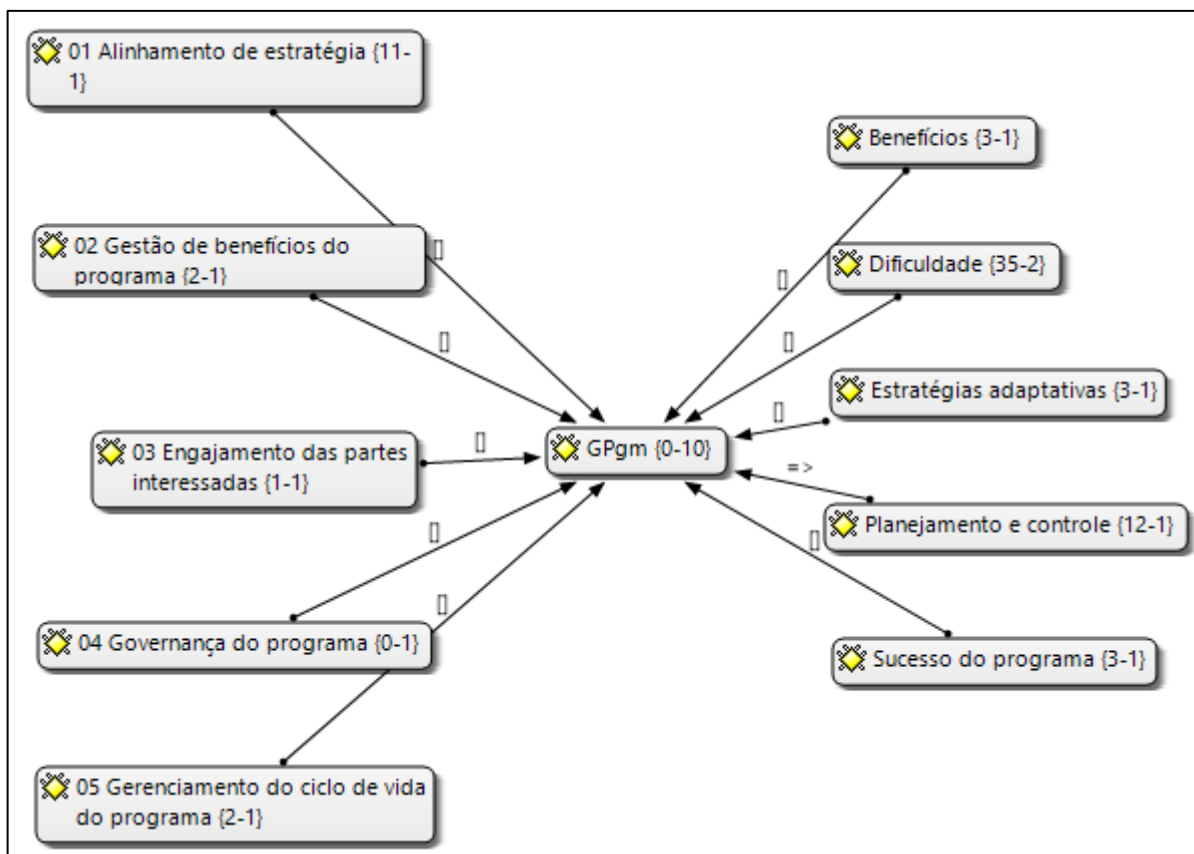 01 Alinhamento de estratégia {11-
1}
02 Gestão de benefícios do
programa {2-1}
03 Engajamento das partes
interessadas {1-1}
04 Governança do programa {0-1}
05 Gerenciamento do ciclo de vida
do programa {2-1}
GPgm {0-10}
Benefícios {3-1}
Dificuldade {35-2}
Estratégias adaptativas {3-1}
Planejamento e controle {12-1}
Sucesso do programa {3-1}
[]
[]
[]
[]
[]
[]
[]
[]
=>
[]